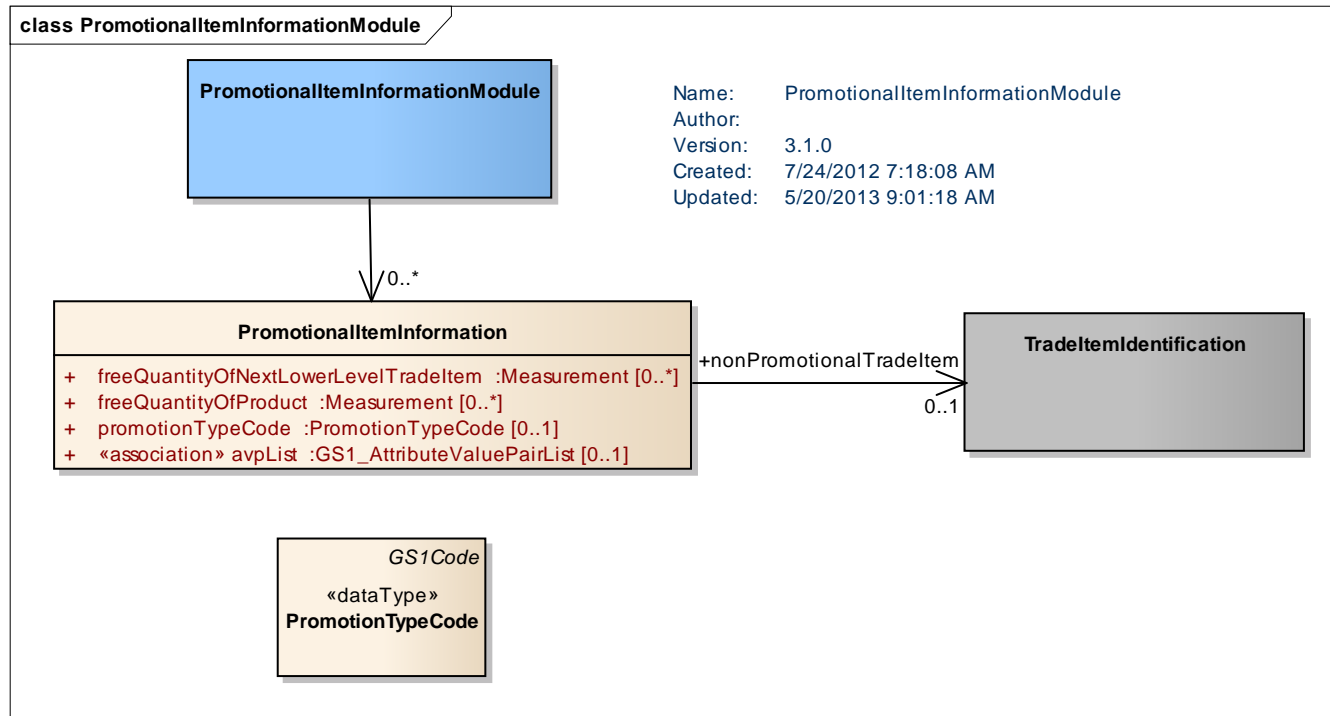 class PromotionalItemInformationModule
PromotionalItemInformationModule
Name: PromotionalItemInformationModule
Author:
Version: 3.1.0
Created: 7/24/2012 7:18:08 AM
Updated: 5/20/2013 9:01:18 AM
0..*
PromotionalItemInformation
+ freeQuantityOfNextLowerLevelTradeItem :Measurement [0..*]
+ freeQuantityOfProduct :Measurement [0..*]
+ promotionTypeCode :PromotionTypeCode [0..1]
+ «association» avpList :GS1_AttributeValuePairList [0..1]
+nonPromotionalTradeItem
0..1
TradeItemIdentification
GS1Code
«dataType»
PromotionTypeCode